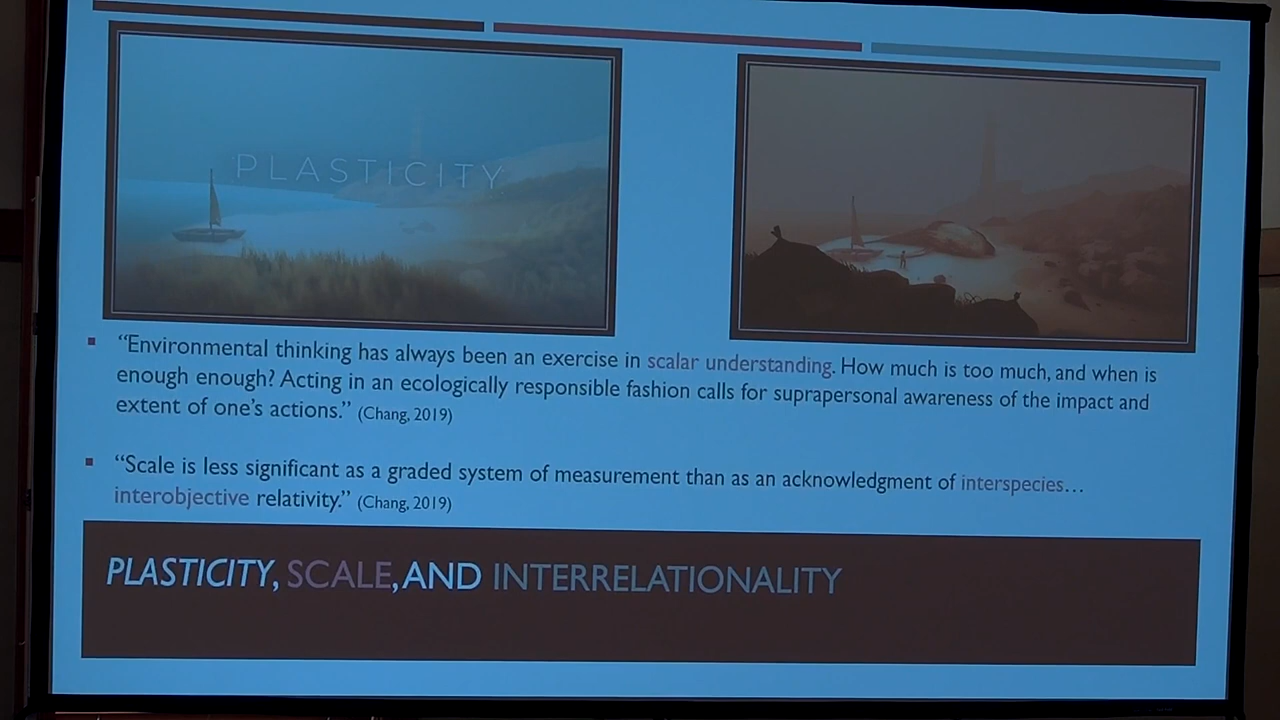 PLASTICITY
“Environmental thinking has always been an exercise in scalar understanding. How much is too much, and when is
enough enough? Acting in an ecologically responsible fashion calls for suprapersonal awareness of the impact and
extent of one’s actions.” (Chang, 2019)
“Scale is less significant as a graded system of measurement than as an acknowledgment of interspecies…
interobjective relativity.” (Chang, 2019)
PLASTICITY, SCALE, AND INTERRELATIONALITY